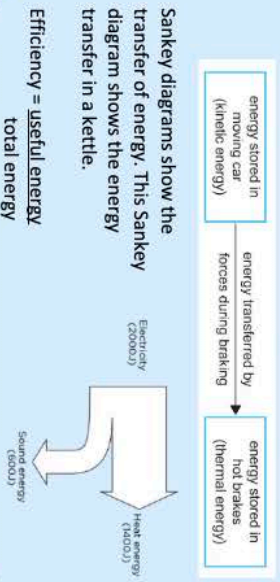 energy stored in
moving car
(kinetic energy)
energy transferred by
forces during braking
energy stored in
hot brakes
(thermal energy)
Sankey diagrams show the
transfer of energy. This Sankey
diagram shows the energy
transfer in a kettle.
Electricity
(2000J)
Heat energy
(1400J)
Sound energy
(600J)
Efficiency = useful energy
total energy